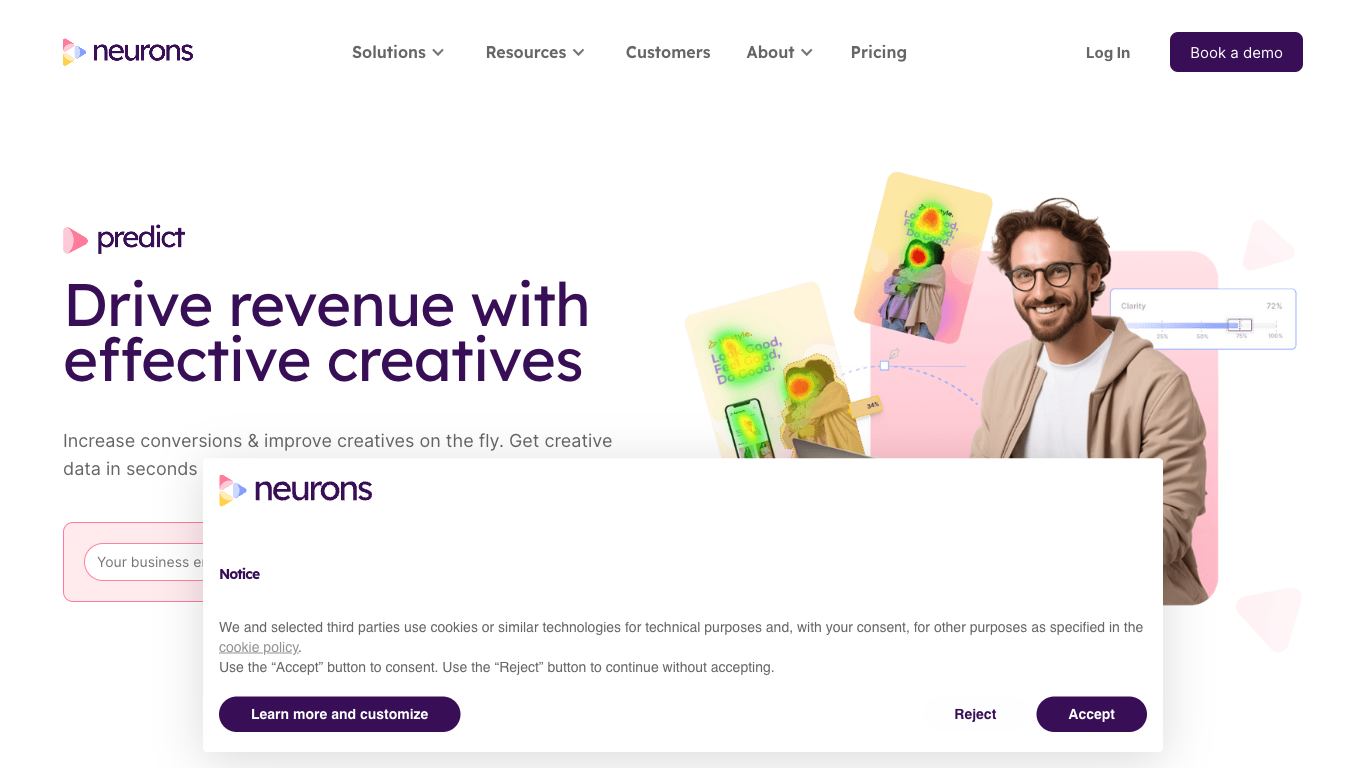 neurons
Solutions
Resources
Customers
About
Pricing
Log In
Book a demo
predict
Drive revenue with
effective creatives
Increase conversions & improve creatives on the fly. Get creative
data in seconds
Your business
Clarity
72%
25%
50%
75%
100%
34%
Good,
Do Good.
neurons
Notice
We and selected third parties use cookies or similar technologies for technical purposes and, with your consent, for other purposes as specified in the
cookie policy.
Use the “Accept” button to consent. Use the “Reject” button to continue without accepting.
Learn more and customize
Reject
Accept